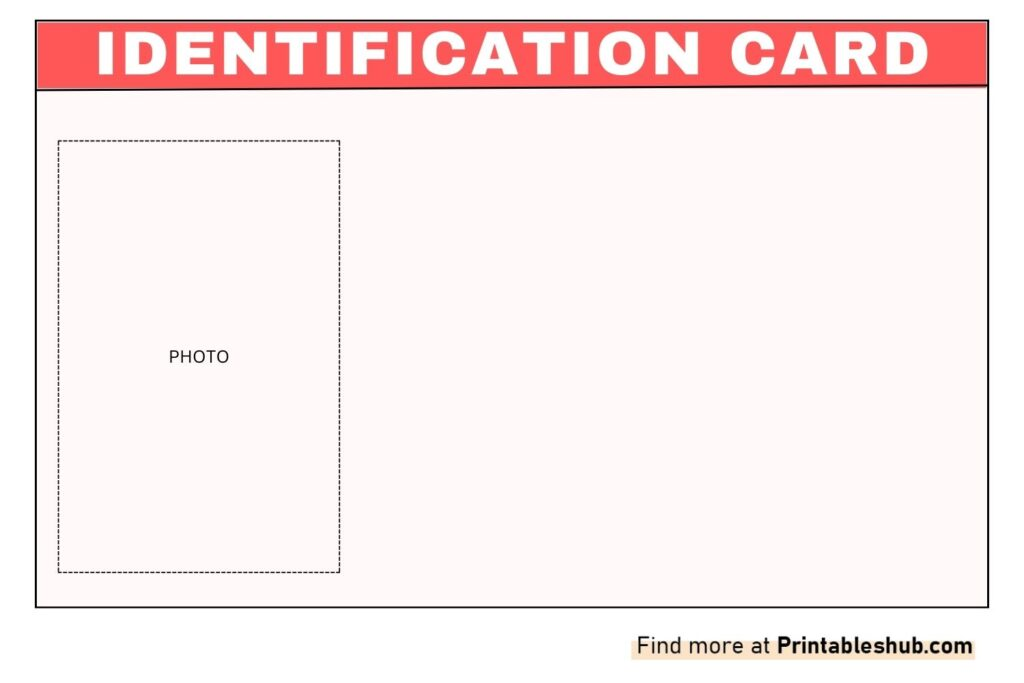 IDENTIFICATION CARD
PHOTO
Find more at Printableshub.com